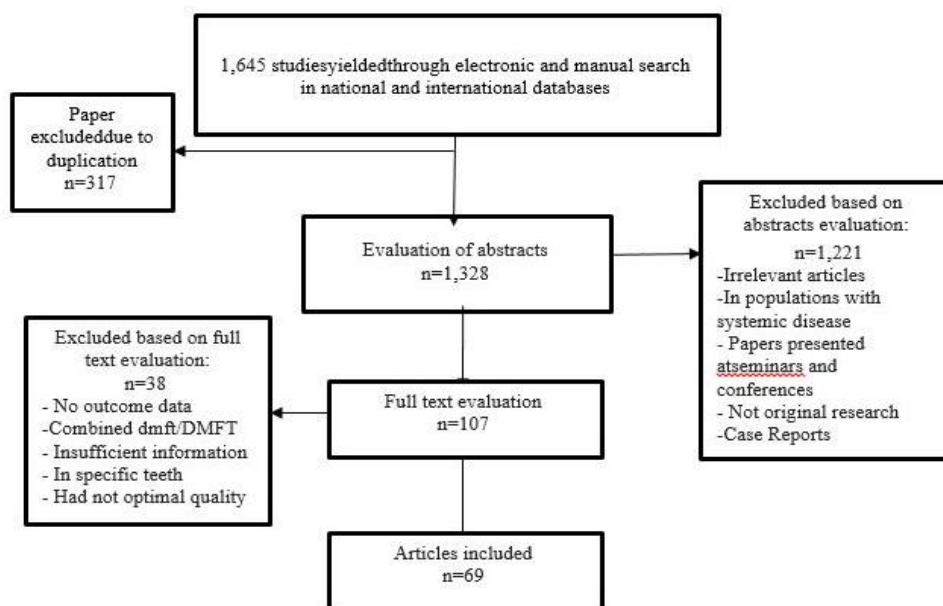 1,645 studiesyieldedthrough electronic and manual search
in national and international databases
Paper
excludeddue to
duplication
n=317
Evaluation of abstracts
n=1,328
Excluded based on
abstracts evaluation:
n=1,221
-Irrelevant articles
-In populations with
systemic disease
- Papers presented
atseminars and
conferences
- Not original research
-Case Reports
Excluded based on full
text evaluation:
n=38
- No outcome data
-Combined dmft/DMFT
- Insufficient information
- In specific teeth
- Had not optimal quality
Full text evaluation
n=107
Articles included
n=69